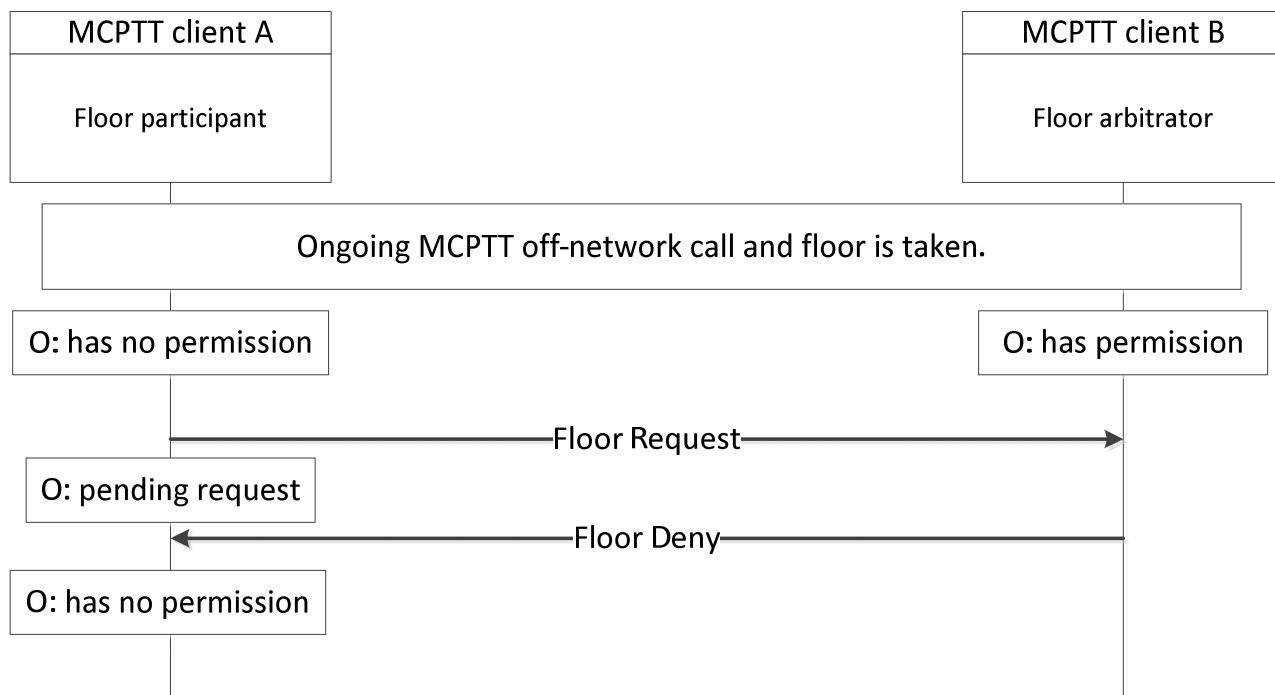 MCPTT client A
MCPTT client B
Floor participant
Floor arbitrator
Ongoing MCPTT off-network call and floor is taken.
O: has no permission
O: has permission
Floor Request
O: pending request
Floor Deny
O: has no permission